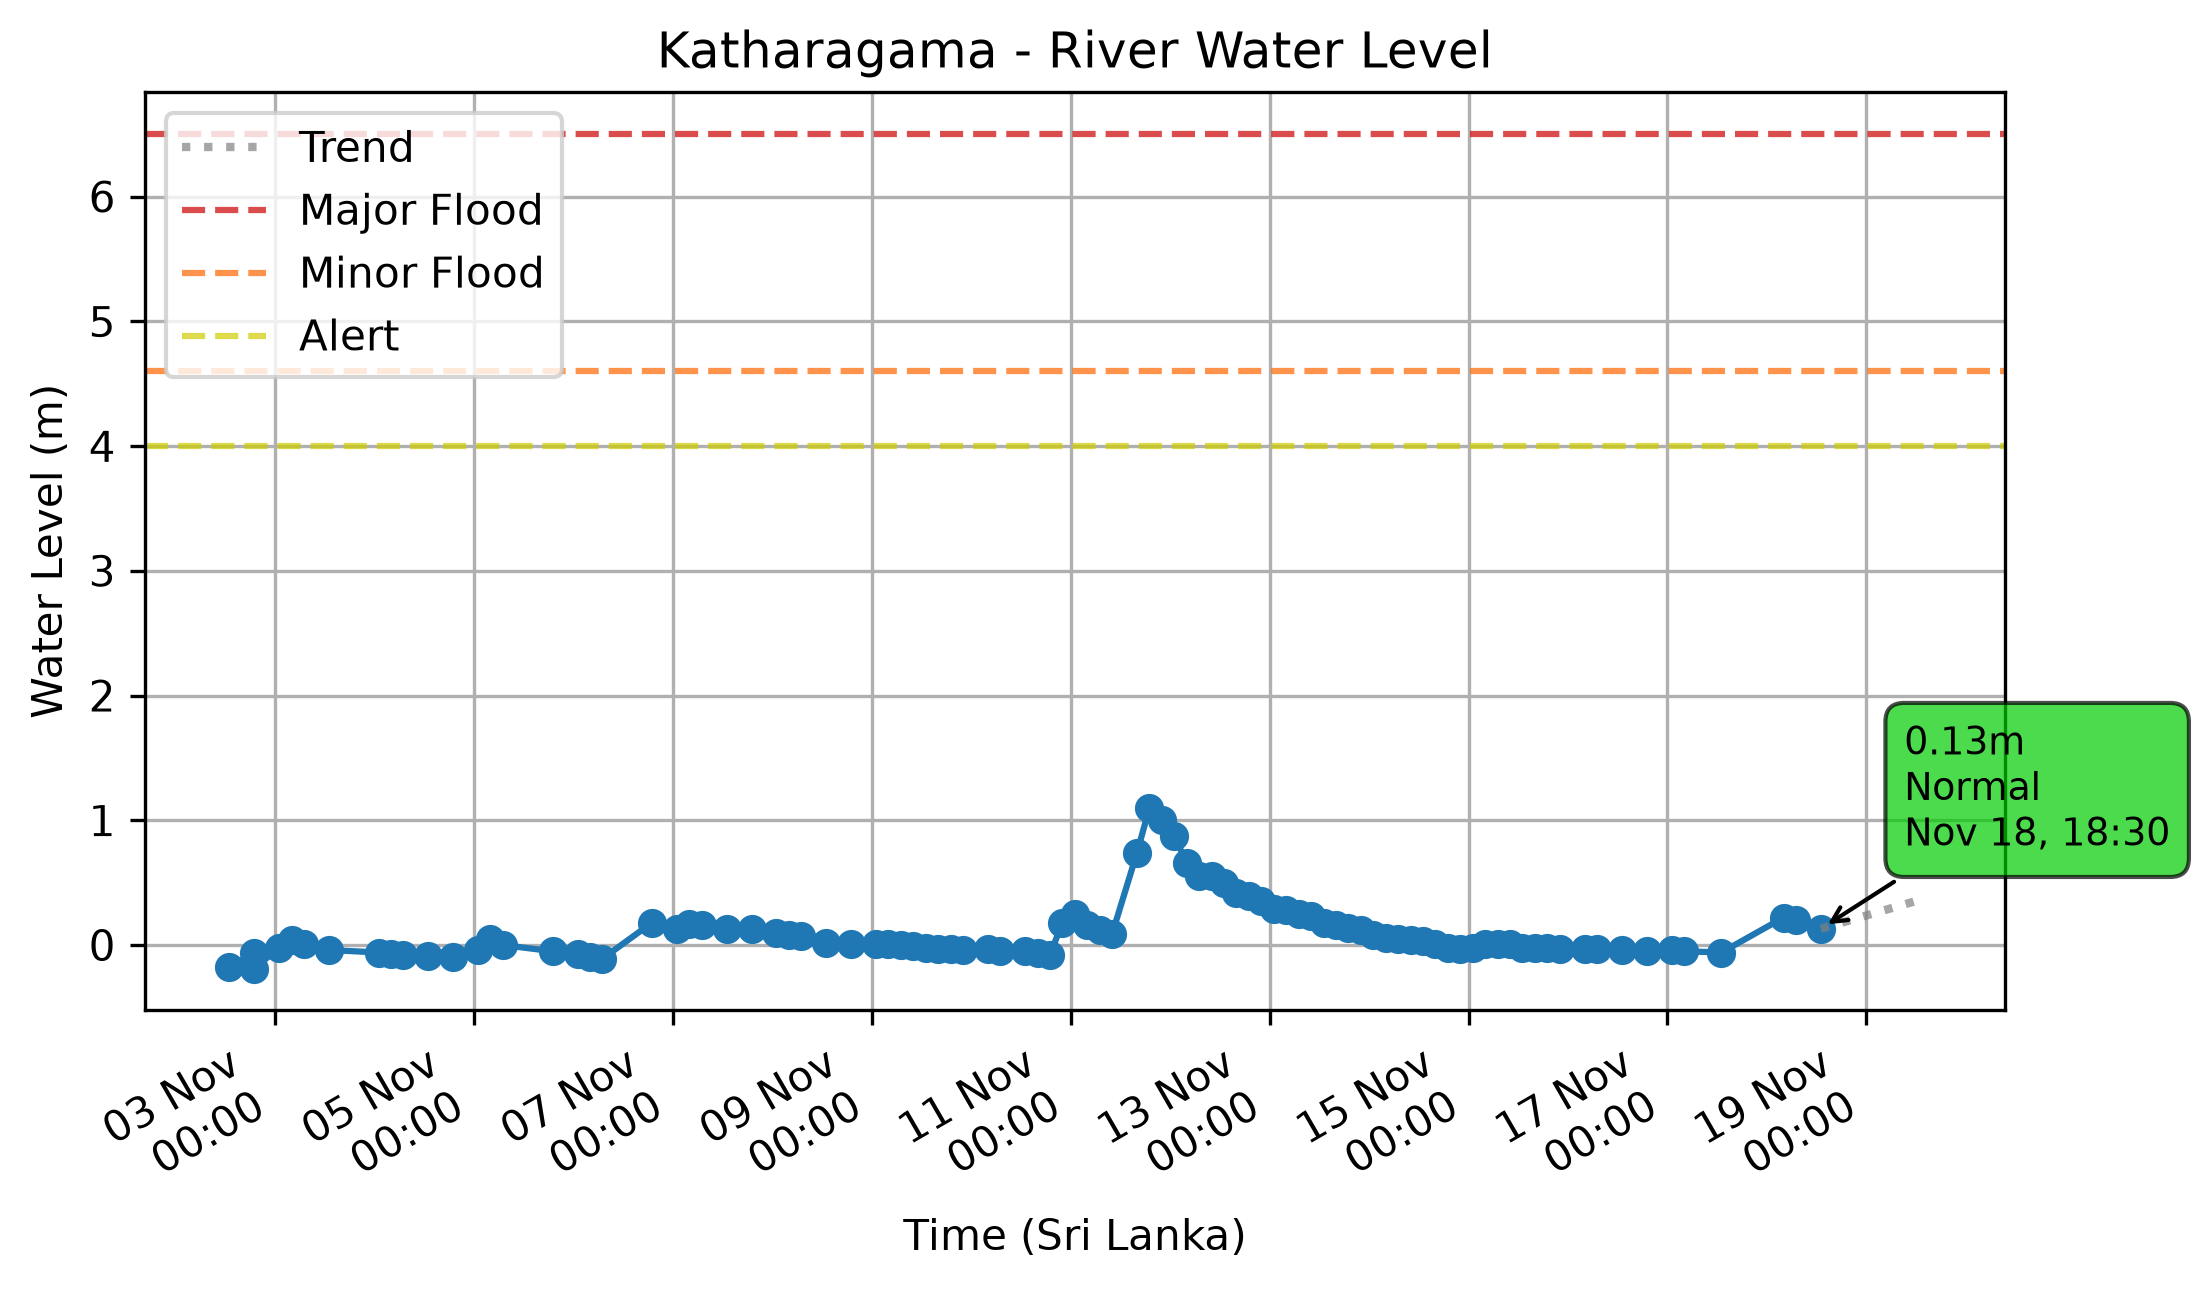 Katharagama - River Water Level
Trend
Major Flood
Minor Flood
Alert
6
5
4
3
2
1
0
Water Level (m)
0.13m
Normal
Nov 18, 18:30
03 Nov
00:00
05 Nov
00:00
07 Nov
00:00
09 Nov
00:00
11 Nov
00:00
13 Nov
00:00
15 Nov
00:00
17 Nov
00:00
19 Nov
00:00
Time (Sri Lanka)